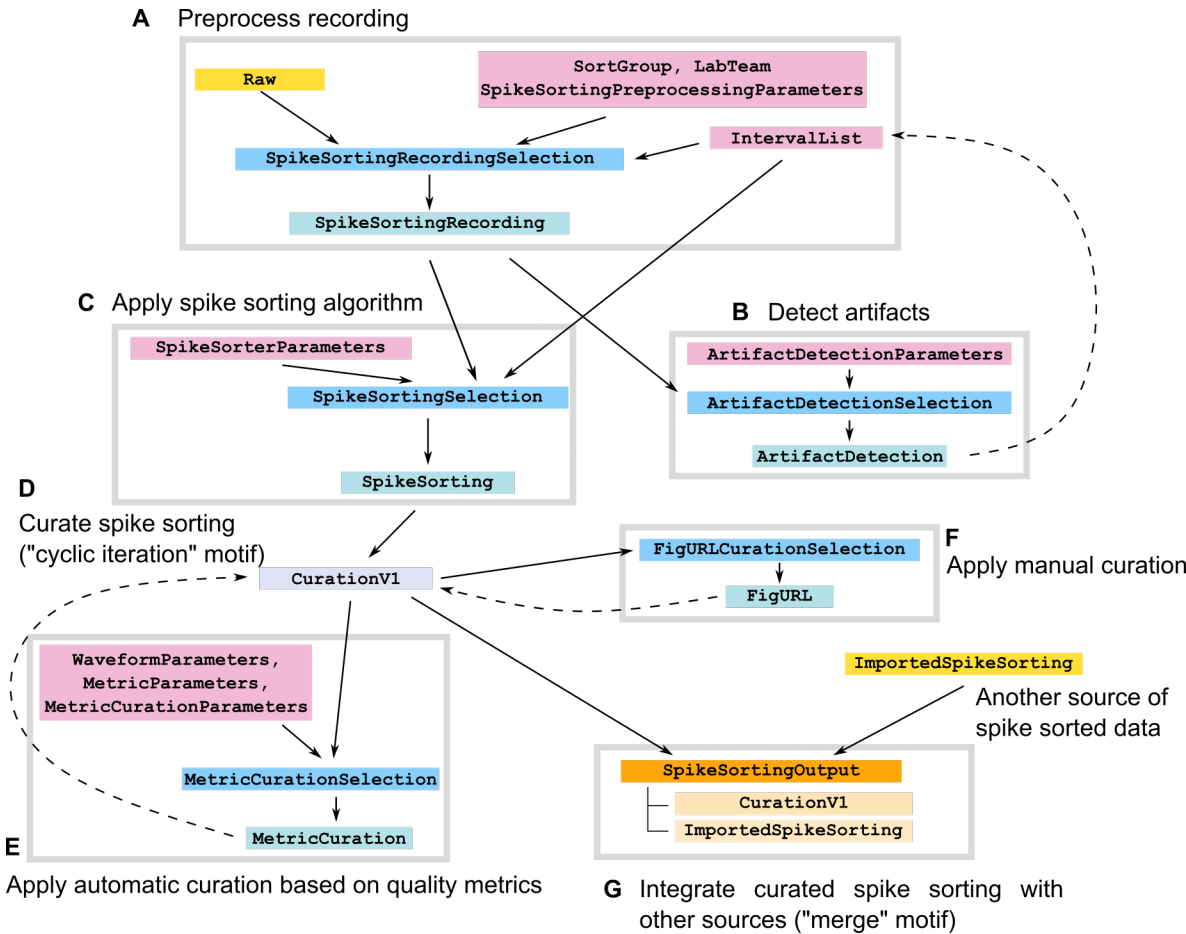 A Preprocess recording
Raw
SortGroup, LabTeam
SpikeSortingPreprocessingParameters
IntervalList
SpikeSortingRecordingSelection
SpikeSortingRecording
C Apply spike sorting algorithm
SpikeSorterParameters
SpikeSortingSelection
SpikeSorting
B Detect artifacts
ArtifactDetectionParameters
ArtifactDetectionSelection
ArtifactDetection
D
Curate spike sorting
("cyclic iteration" motif)
CurationV1
FigURLCurationSelection
FigURL
F
Apply manual curation
WaveformParameters,
MetricParameters,
MetricCurationParameters
MetricCurationSelection
MetricCuration
E
Apply automatic curation based on quality metrics
ImportedSpikeSorting
Another source of
spike sorted data
SpikeSortingOutput
CurationV1
ImportedSpikeSorting
G Integrate curated spike sorting with
other sources ("merge" motif)